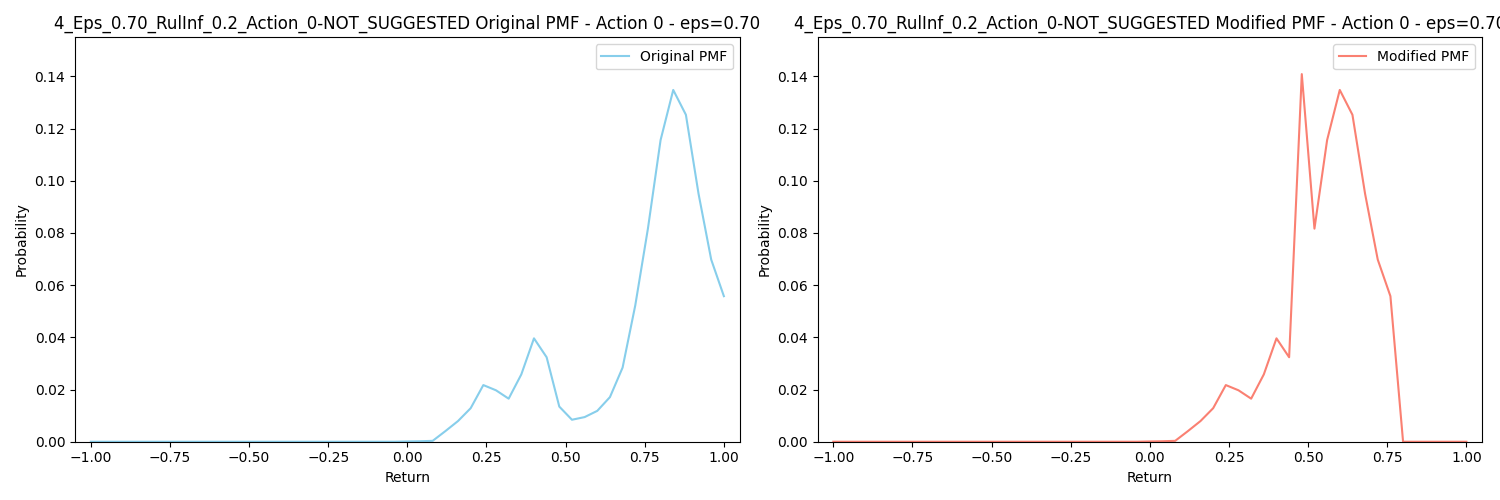 4_Eps_0.70_RulInf_0.2_Action_0-NOT_SUGGESTED Original PMF - Action 0 - eps=0.70
Original PMF
0.14
0.12
0.10
0.08
0.06
0.04
0.02
0.00
Probability
−1.00 −0.75 −0.50 −0.25 0.00 0.25 0.50 0.75 1.00
Return
4_Eps_0.70_RulInf_0.2_Action_0-NOT_SUGGESTED Modified PMF - Action 0 - eps=0.70
Modified PMF
0.14
0.12
0.10
0.08
0.06
0.04
0.02
0.00
Probability
−1.00 −0.75 −0.50 −0.25 0.00 0.25 0.50 0.75 1.00
Return